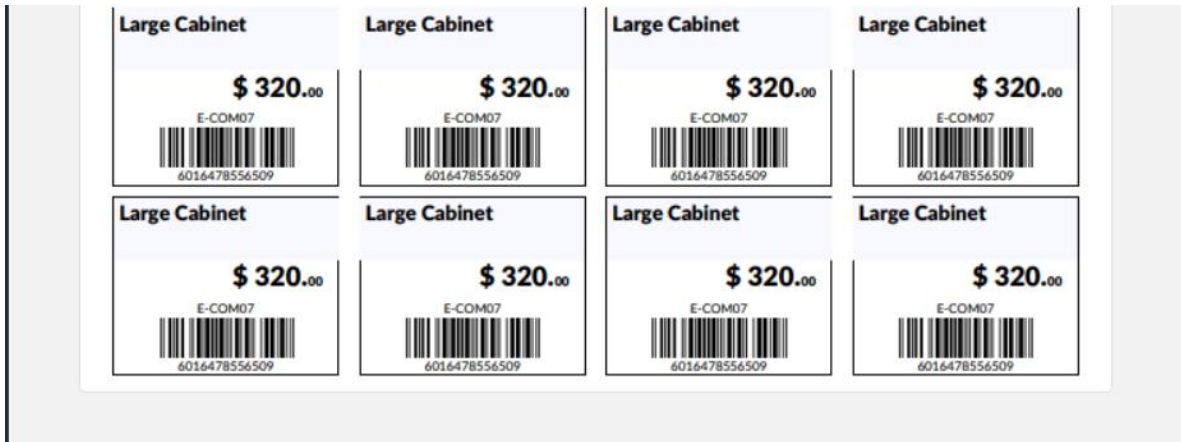 Large Cabinet Large Cabinet Large Cabinet Large Cabinet
$ 320.00 $ 320.00 $ 320.00 $ 320.00
E-COM07 E-COM07 E-COM07 E-COM07
6016478556509 6016478556509 6016478556509 6016478556509
Large Cabinet Large Cabinet Large Cabinet Large Cabinet
$ 320.00 $ 320.00 $ 320.00 $ 320.00
E-COM07 E-COM07 E-COM07 E-COM07
6016478556509 6016478556509 6016478556509 6016478556509